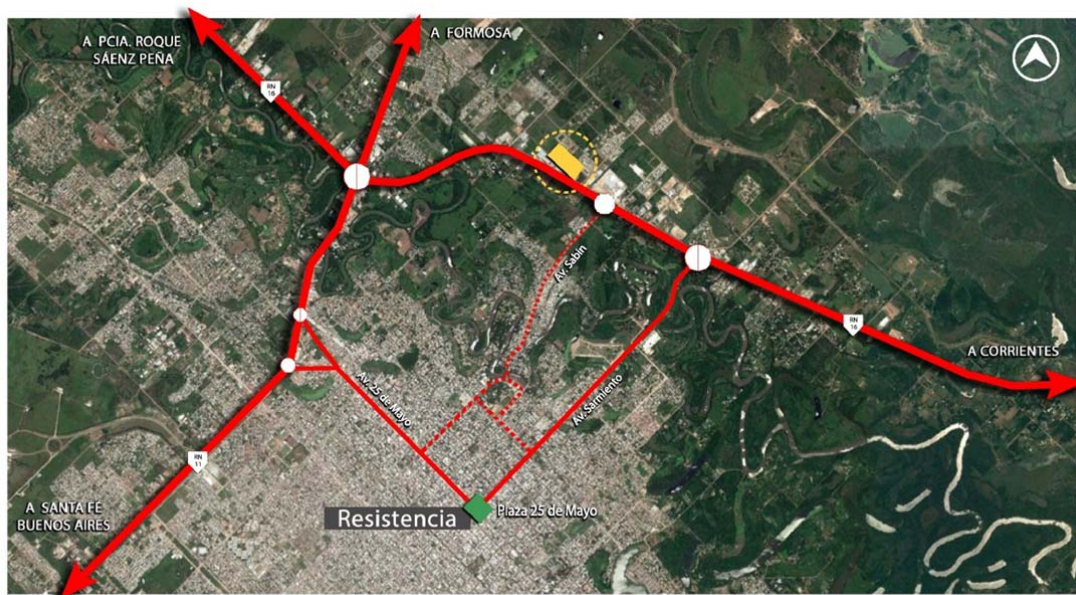 A PCIA. ROQUE
SÁENZ PEÑA
A FORMOSA
RN
16
Av. Sabin
RN
16
A CORRIENTES
Av. 25 de Mayo
Av. Sarmiento
RN
11
A SANTA FÉ
BUENOS AIRES
Resistencia
Plaza 25 de Mayo